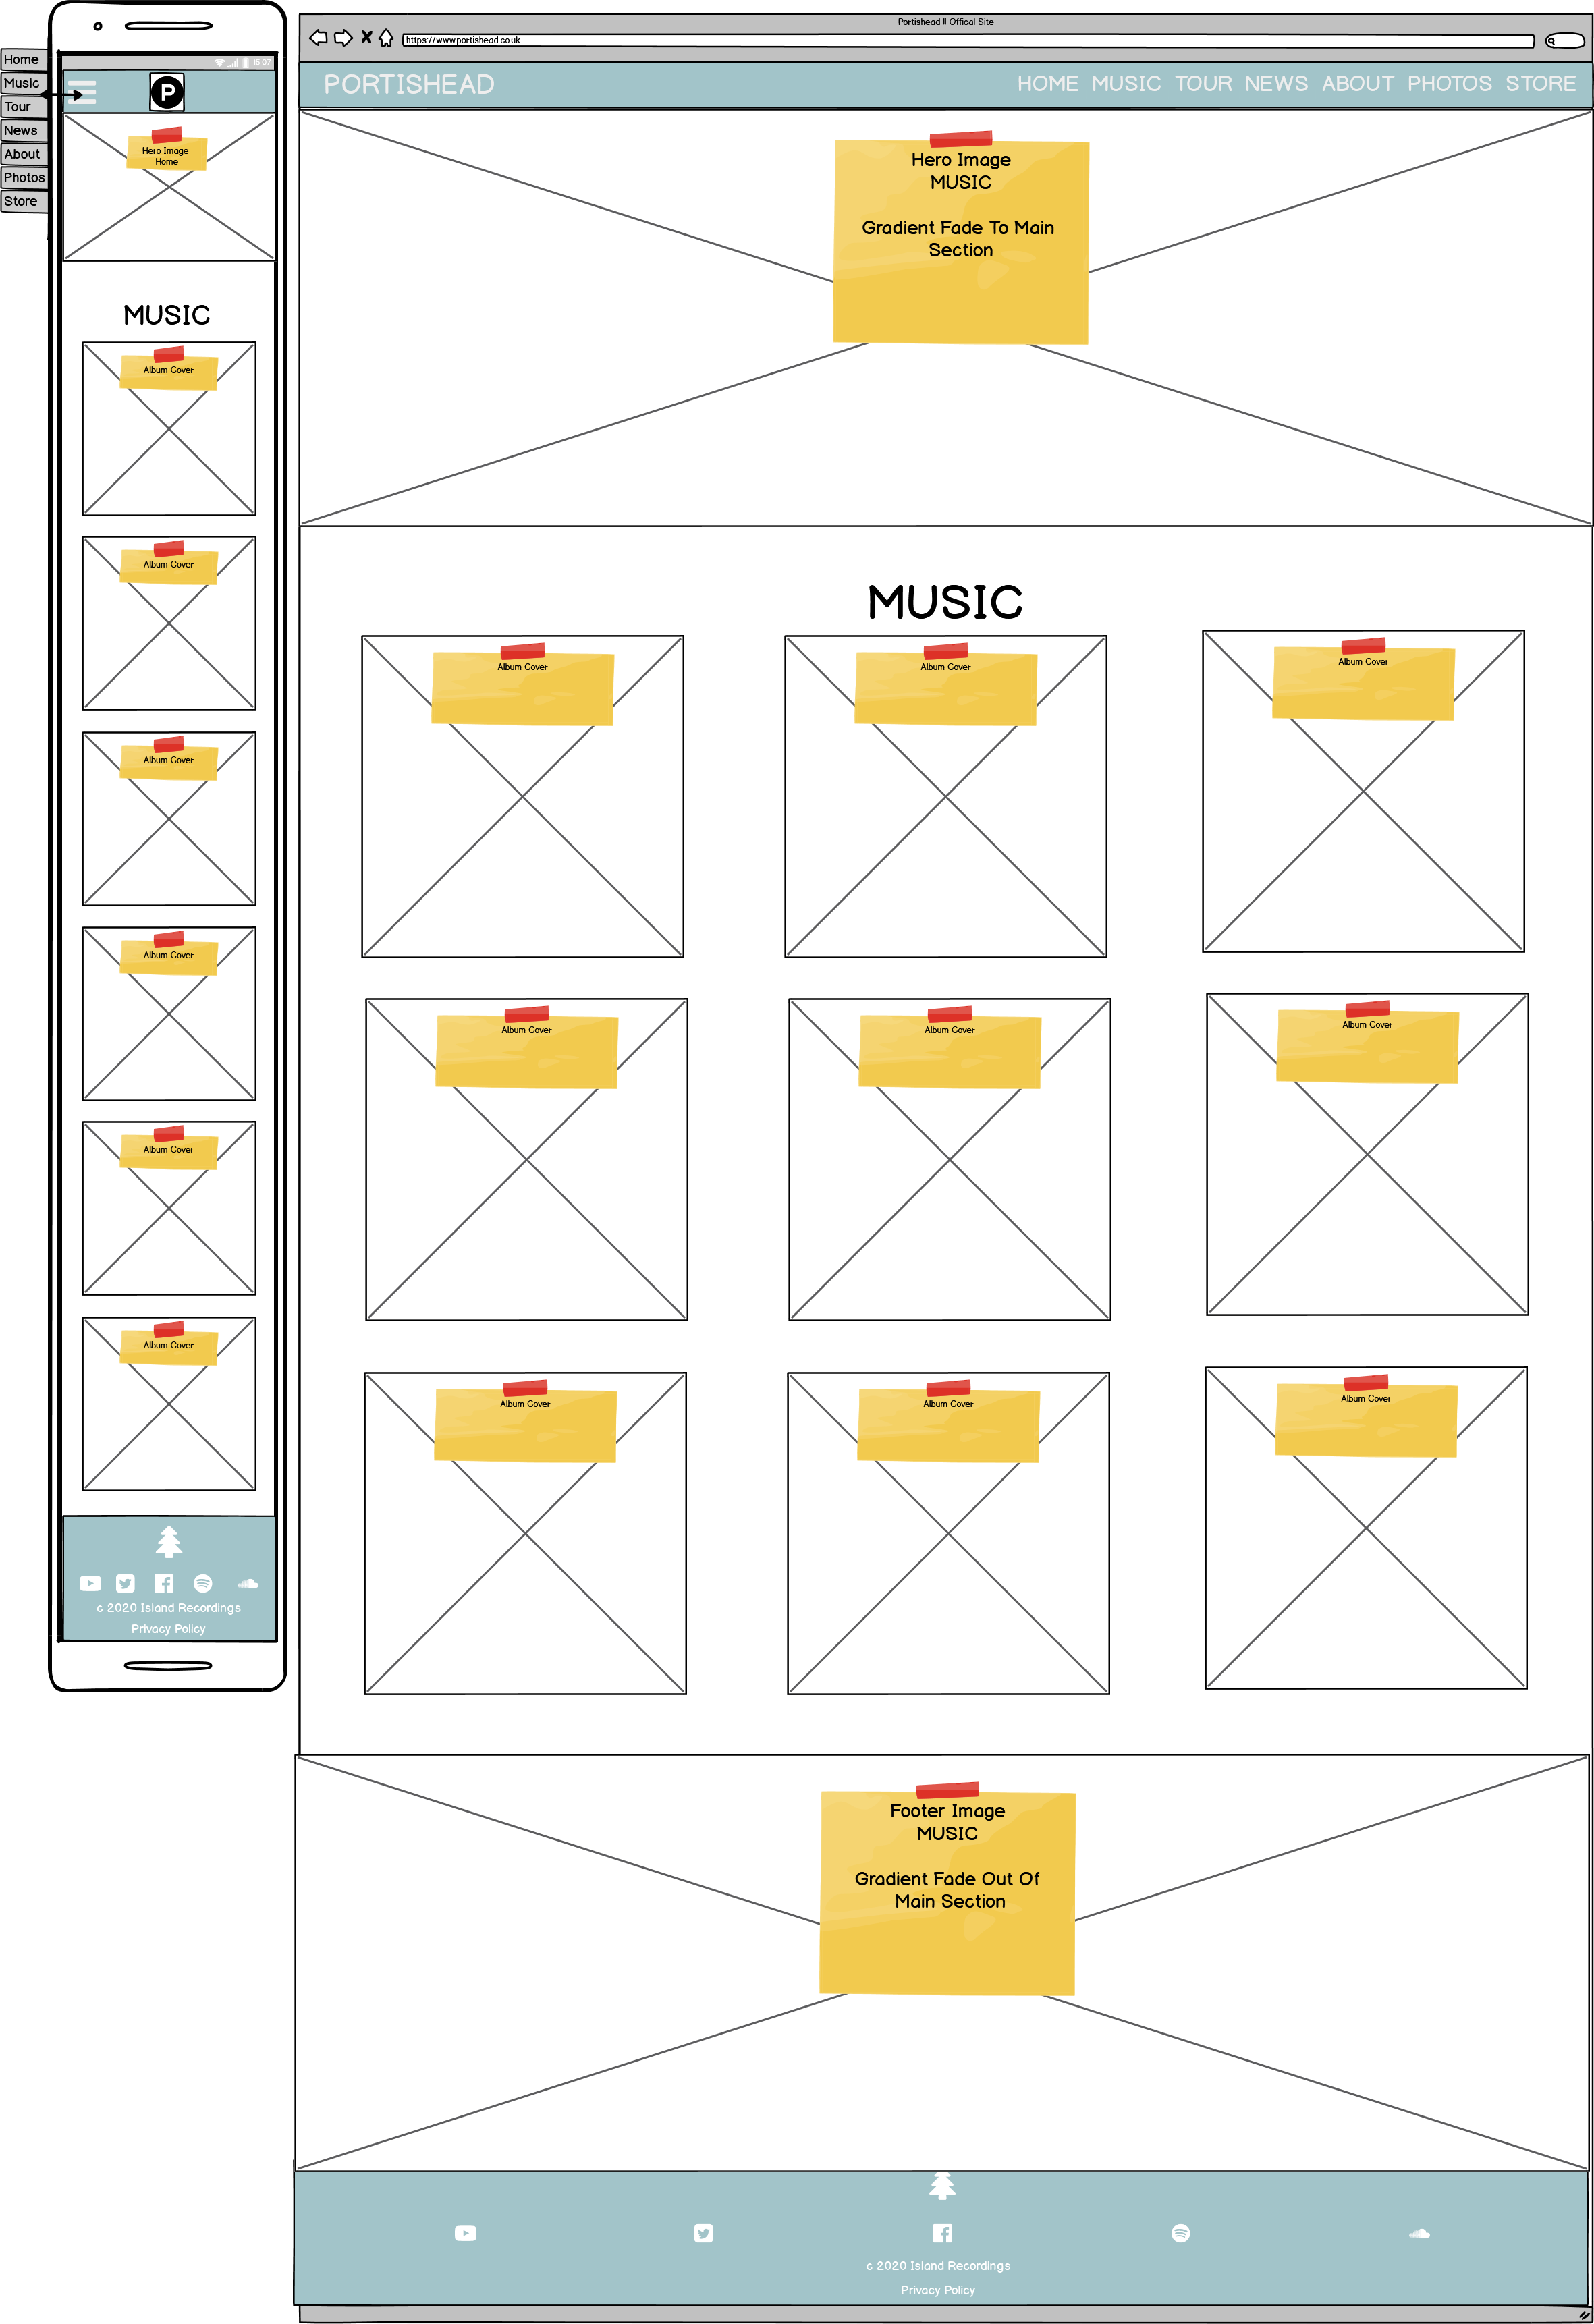 Home
Music
Tour
News
About
Photos
Store
15:07
P
Hero Image
Home
MUSIC
Album Cover
Album Cover
Album Cover
Album Cover
Album Cover
Album Cover
c 2020 Island Recordings
Privacy Policy
Portishead || Offical Site
https://www.portishead.co.uk
PORTISHEAD
HOME MUSIC TOUR NEWS ABOUT PHOTOS STORE
Hero Image
MUSIC
Gradient Fade To Main
Section
MUSIC
Album Cover
Album Cover
Album Cover
Album Cover
Album Cover
Album Cover
Album Cover
Album Cover
Album Cover
Footer Image
MUSIC
Gradient Fade Out Of
Main Section
c 2020 Island Recordings
Privacy Policy